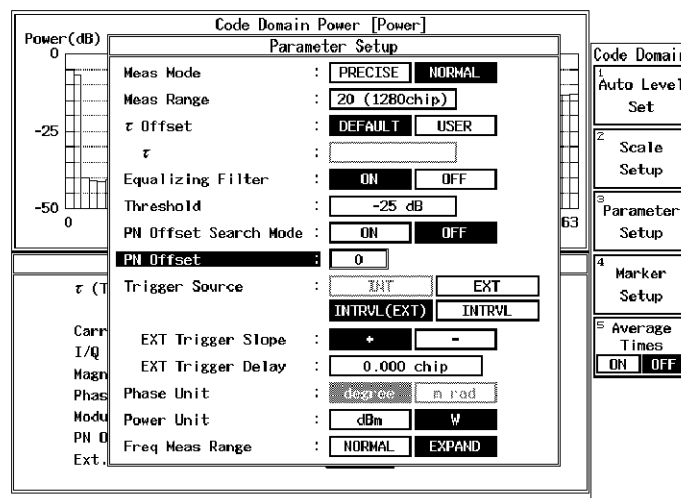 Code Domain Power [Power]
Power(dB)
0
-25
-50
0
63
Parameter Setup
Meas Mode : PRECISE NORMAL
Meas Range : 20 (1280chip)
τ Offset : DEFAULT USER
τ :
Equalizing Filter : ON OFF
Threshold : -25 dB
PN Offset Search Mode : ON OFF
PN Offset : 0
Trigger Source : INT EXT
INTRVL(EXT) INTRVL
EXT Trigger Slope : + -
EXT Trigger Delay : 0.000 chip
Phase Unit : degree m rad
Power Unit : dBm W
Freq Meas Range : NORMAL EXPAND
τ (T
Carr
I/Q
Magn
Phas
Modu
PN O
Ext.
Code Domain
1
Auto Level
Set
2
Scale
Setup
3
Parameter
Setup
4
Marker
Setup
5
Average
Times
ON OFF